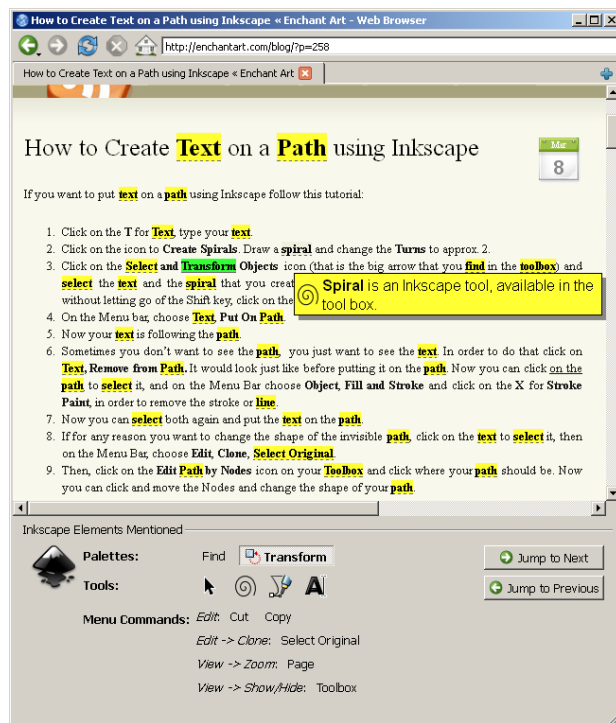 How to Create Text on a Path using Inkscape « Enchant Art - Web Browser
http://enchantart.com/blog/?p=258
How to Create Text on a Path using Inkscape « Enchant Art
How to Create Text on a Path using Inkscape
Mar
8
If you want to put text on a path using Inkscape follow this tutorial:
1. Click on the T for Text, type your text.
2. Click on the icon to Create Spirals. Draw a spiral and change the Turns to approx. 2.
3. Click on the Select and Transform Objects icon (that is the big arrow that you find in the toolbox) and
select the text and the spiral that you creat
without letting go of the Shift key, click on the
Spiral is an Inkscape tool, available in the
tool box.
4. On the Menu bar, choose Text, Put On Path.
5. Now your text is following the path.
6. Sometimes you don't want to see the path, you just want to see the text. In order to do that click on
Text, Remove from Path. It would look just like before putting it on the path. Now you can click on the
path to select it, and on the Menu Bar choose Object, Fill and Stroke and click on the X for Stroke
Paint, in order to remove the stroke or line.
7. Now you can select both again and put the text on the path.
8. If for any reason you want to change the shape of the invisible path, click on the text to select it, then
on the Menu Bar, choose Edit, Clone, Select Original.
9. Then, click on the Edit Path by Nodes icon on your Toolbox and click where your path should be. Now
you can click and move the Nodes and change the shape of your path.
Inkscape Elements Mentioned
Palettes: Find Transform
Jump to Next
Tools:
Jump to Previous
Menu Commands: Edit: Cut Copy
Edit -> Clone: Select Original
View -> Zoom: Page
View -> Show/Hide: Toolbox